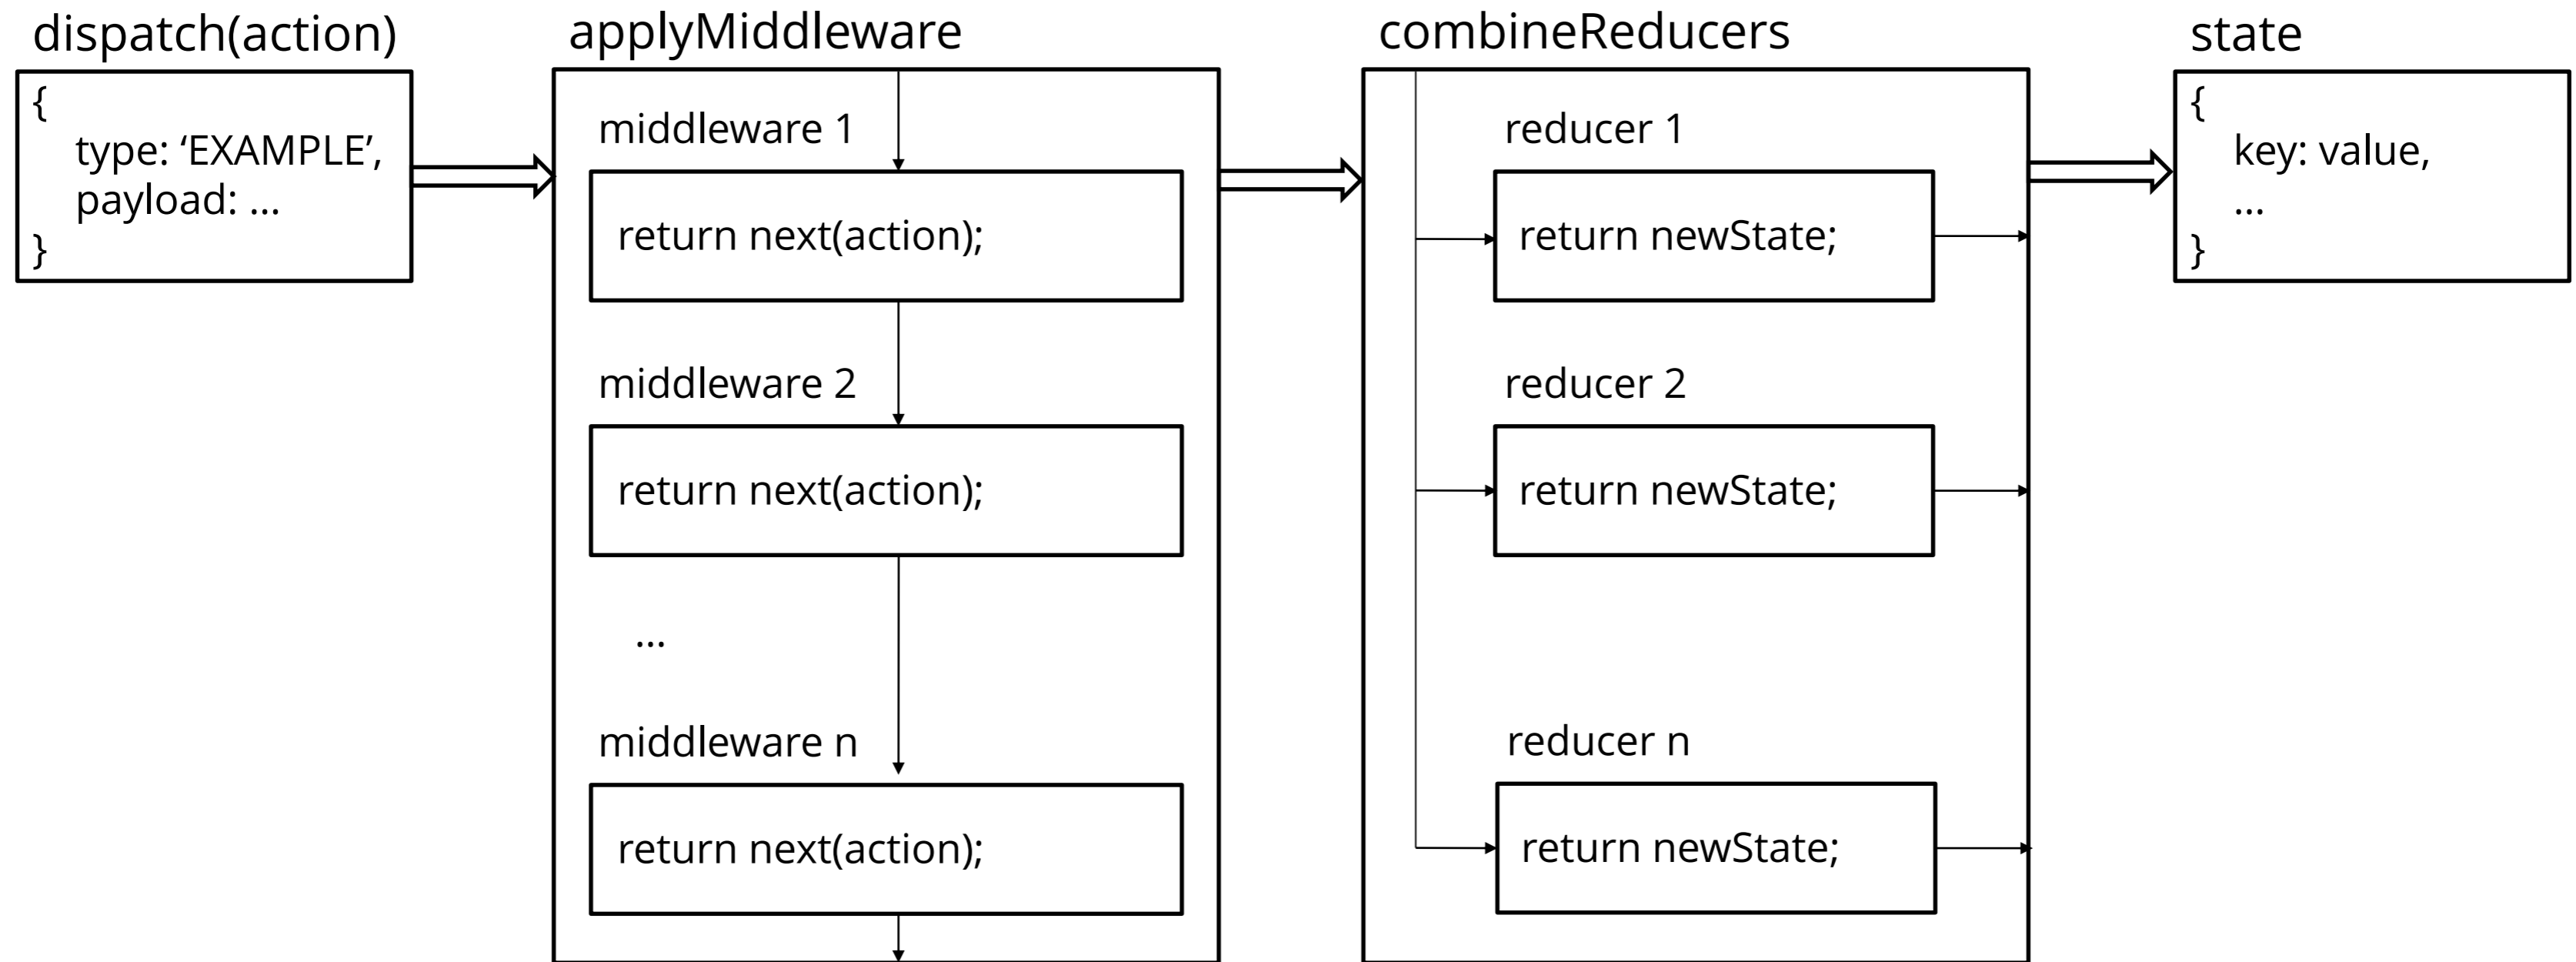 dispatch(action)
{
type: ‘EXAMPLE’,
payload: ...
}
applyMiddleware
middleware 1
return next(action);
middleware 2
return next(action);
...
middleware n
return next(action);
combineReducers
reducer 1
return newState;
reducer 2
return newState;
reducer n
return newState;
state
{
key: value,
...
}